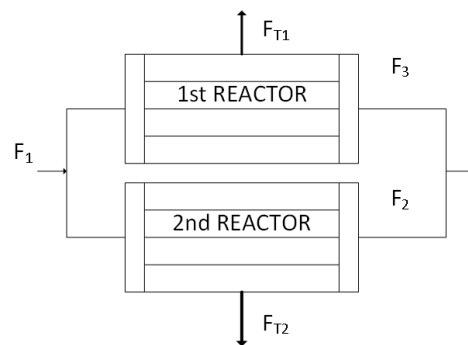 F_T1
F_3
1st REACTOR
F_1
F_2
2nd REACTOR
F_T2